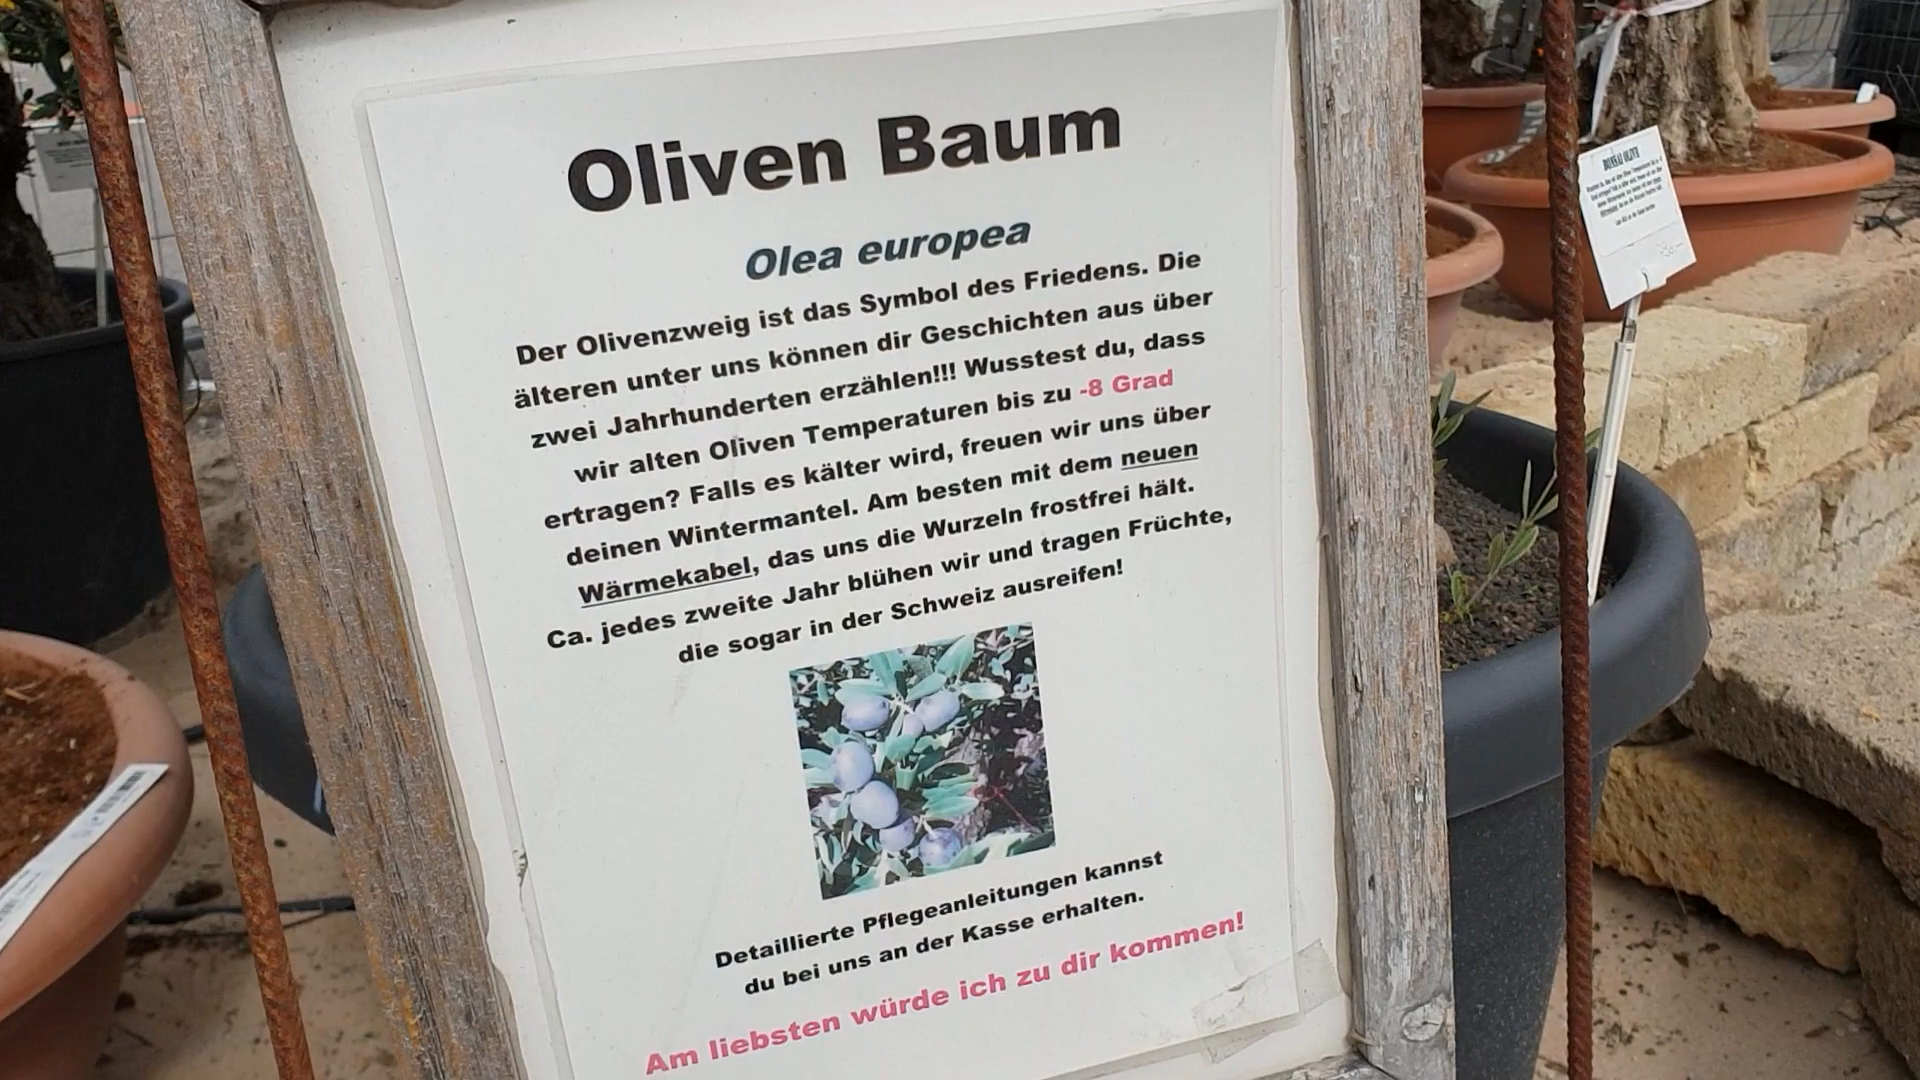 Oliven Baum
Olea europea
Der Olivenzweig ist das Symbol des Friedens. Die
älteren unter uns können dir Geschichten aus über
zwei Jahrhunderten erzählen!!! Wusstest du, dass
wir alten Oliven Temperaturen bis zu -8 Grad
ertragen? Falls es kälter wird, freuen wir uns über
deinen Wintermantel. Am besten mit dem neuen
Wärmekabel, das uns die Wurzeln frostfrei hält.
Ca. jedes zweite Jahr blühen wir und tragen Früchte,
die sogar in der Schweiz ausreifen!
Detaillierte Pflegeanleitungen kannst
du bei uns an der Kasse erhalten.
Am liebsten würde ich zu dir kommen!
BONSAI OLIVE